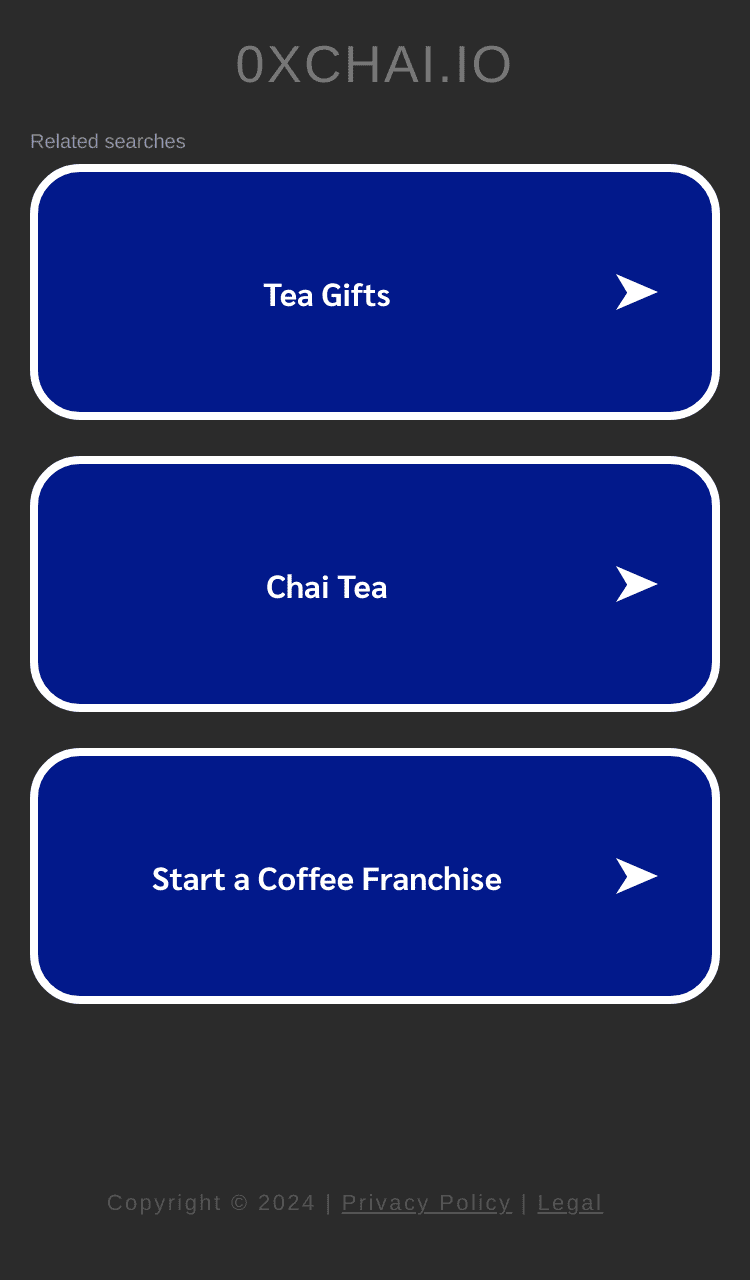 0XCHAI.IO
Related searches
Tea Gifts
Chai Tea
Start a Coffee Franchise
Copyright © 2024 | Privacy Policy | Legal